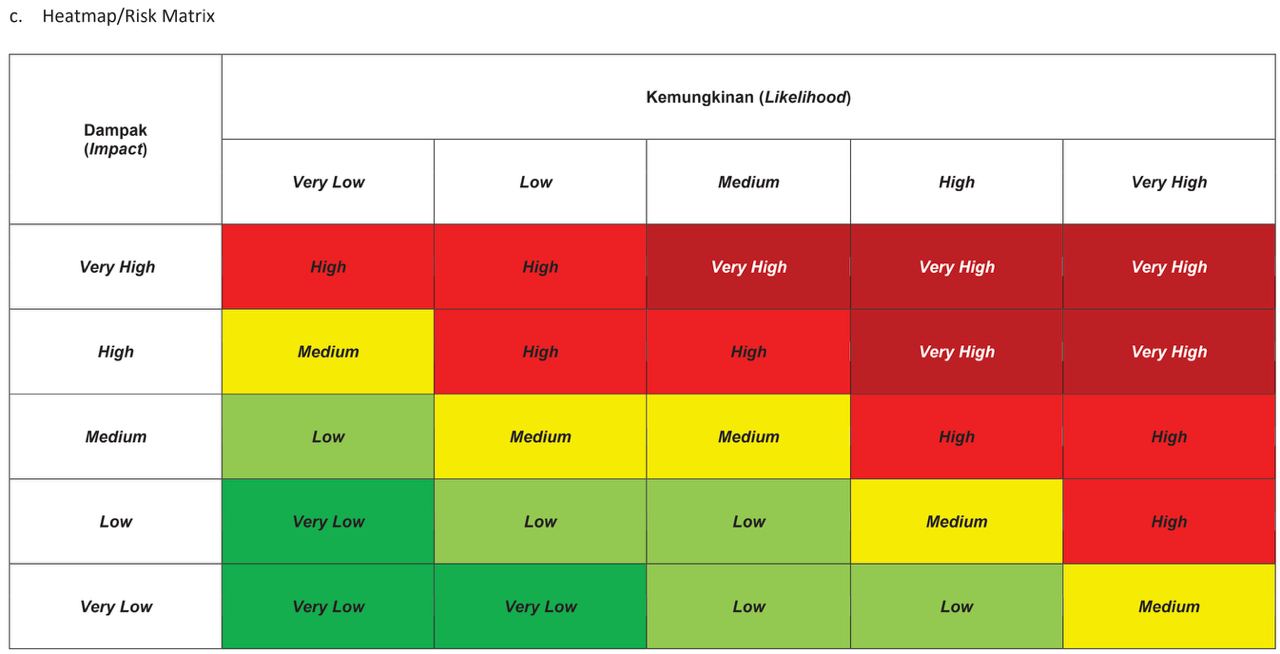 c. Heatmap/Risk Matrix
Dampak
(Impact)
Kemungkinan (Likelihood)
Very Low
Low
Medium
High
Very High
Very High
High
High
Very High
Very High
Very High
High
Medium
High
High
Very High
Very High
Medium
Low
Medium
Medium
High
High
Low
Very Low
Low
Low
Medium
High
Very Low
Very Low
Very Low
Low
Low
Medium